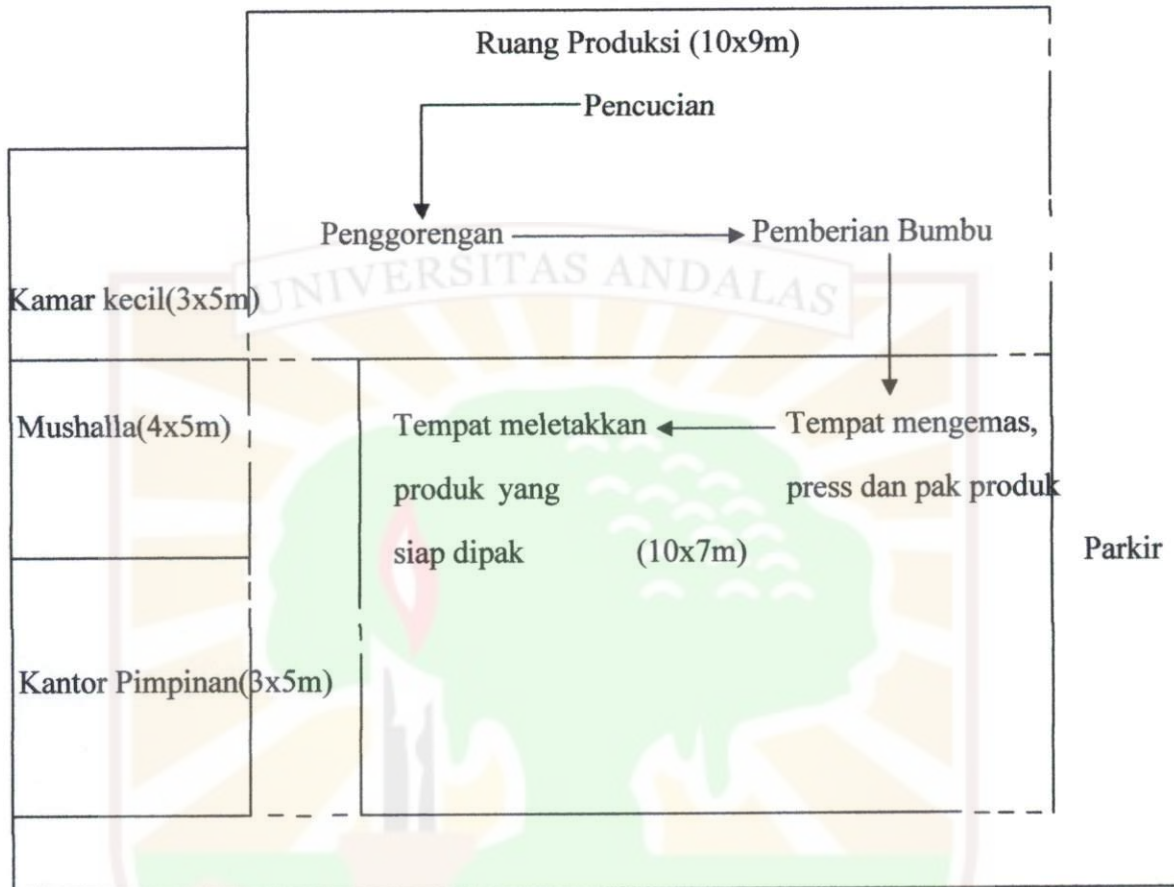 Ruang Produksi (10x9m)
Pencucian
Penggorengan
Pemberian Bumbu
UNIVERSITAS ANDALAS
Kamar kecil(3x5m)
Mushalla(4x5m)
Tempat meletakkan
produk yang
siap dipak (10x7m)
Tempat mengemas,
press dan pak produk
Parkir
Kantor Pimpinan(3x5m)